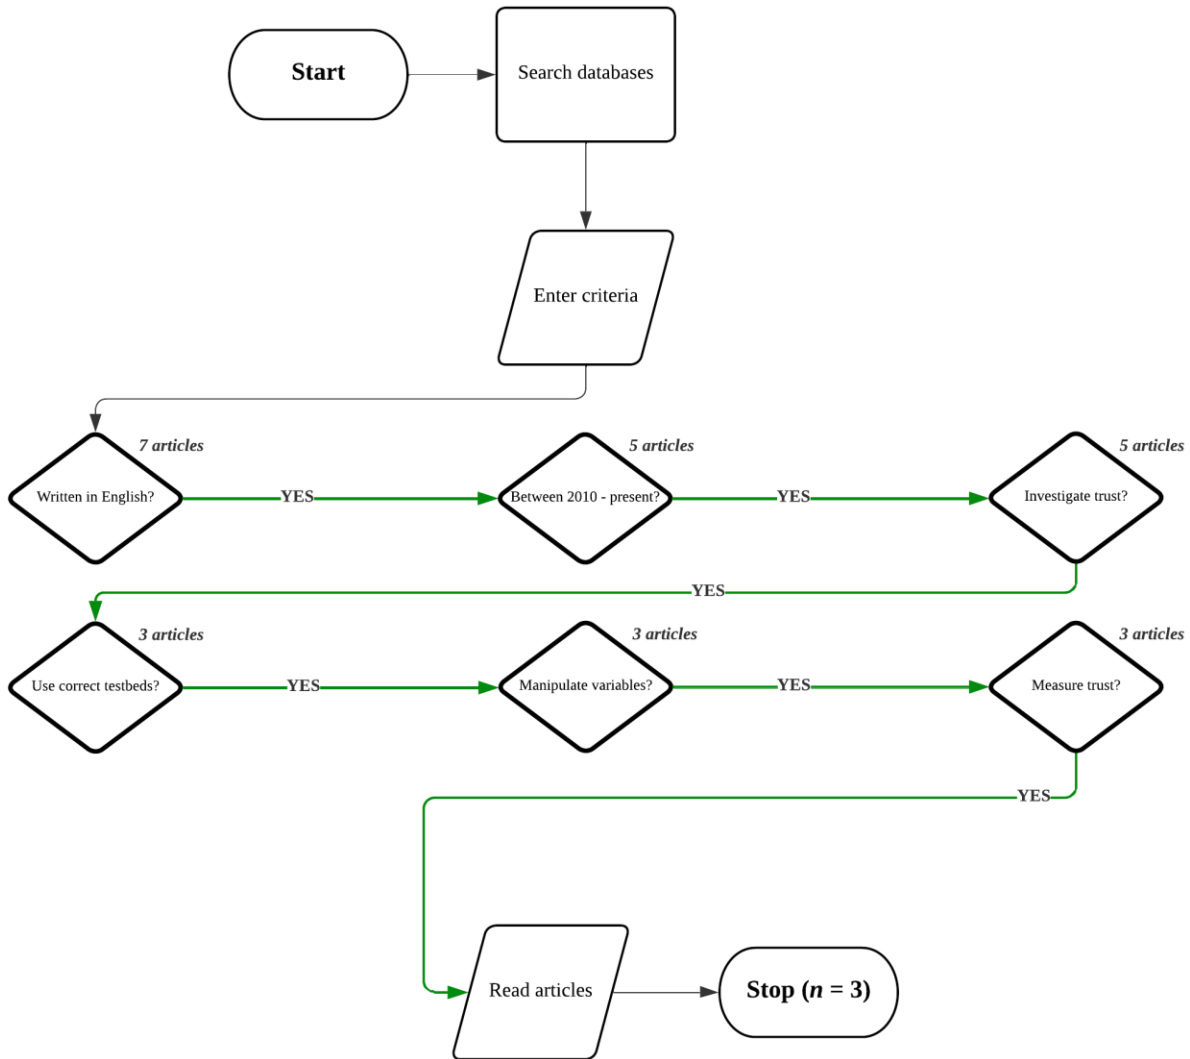 Start
Search databases
Enter criteria
7 articles
Written in English?
YES
5 articles
Between 2010 - present?
YES
5 articles
Investigate trust?
YES
3 articles
Use correct testbeds?
YES
3 articles
Manipulate variables?
YES
3 articles
Measure trust?
YES
Read articles
Stop (n = 3)